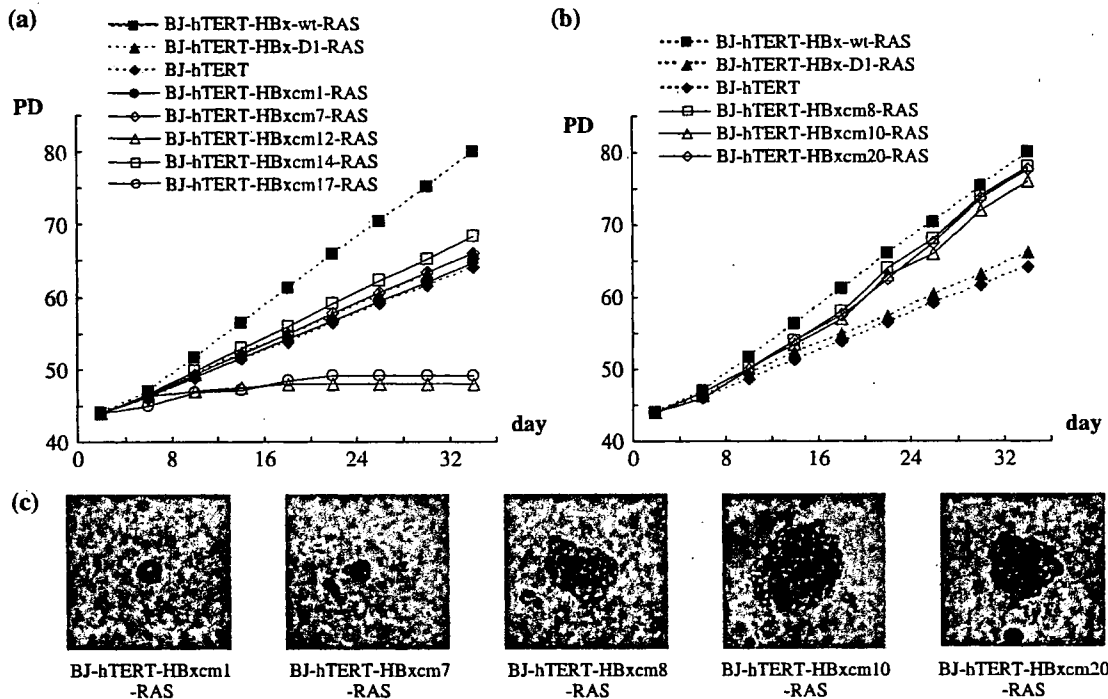 (a)
BJ-hTERT-HBx-wt-RAS
BJ-hTERT-HBx-D1-RAS
BJ-hTERT
BJ-hTERT-HBxcm1-RAS
BJ-hTERT-HBxcm7-RAS
BJ-hTERT-HBxcm12-RAS
BJ-hTERT-HBxcm14-RAS
BJ-hTERT-HBxcm17-RAS
PD
80
70
60
50
40
day
0 8 16 24 32
(b)
BJ-hTERT-HBx-wt-RAS
BJ-hTERT-HBx-D1-RAS
BJ-hTERT
BJ-hTERT-HBxcm8-RAS
BJ-hTERT-HBxcm10-RAS
BJ-hTERT-HBxcm20-RAS
PD
80
70
60
50
40
day
0 8 16 24 32
(c)
BJ-hTERT-HBxcm1
-RAS
BJ-hTERT-HBxcm7
-RAS
BJ-hTERT-HBxcm8
-RAS
BJ-hTERT-HBxcm10
-RAS
BJ-hTERT-HBxcm20
-RAS